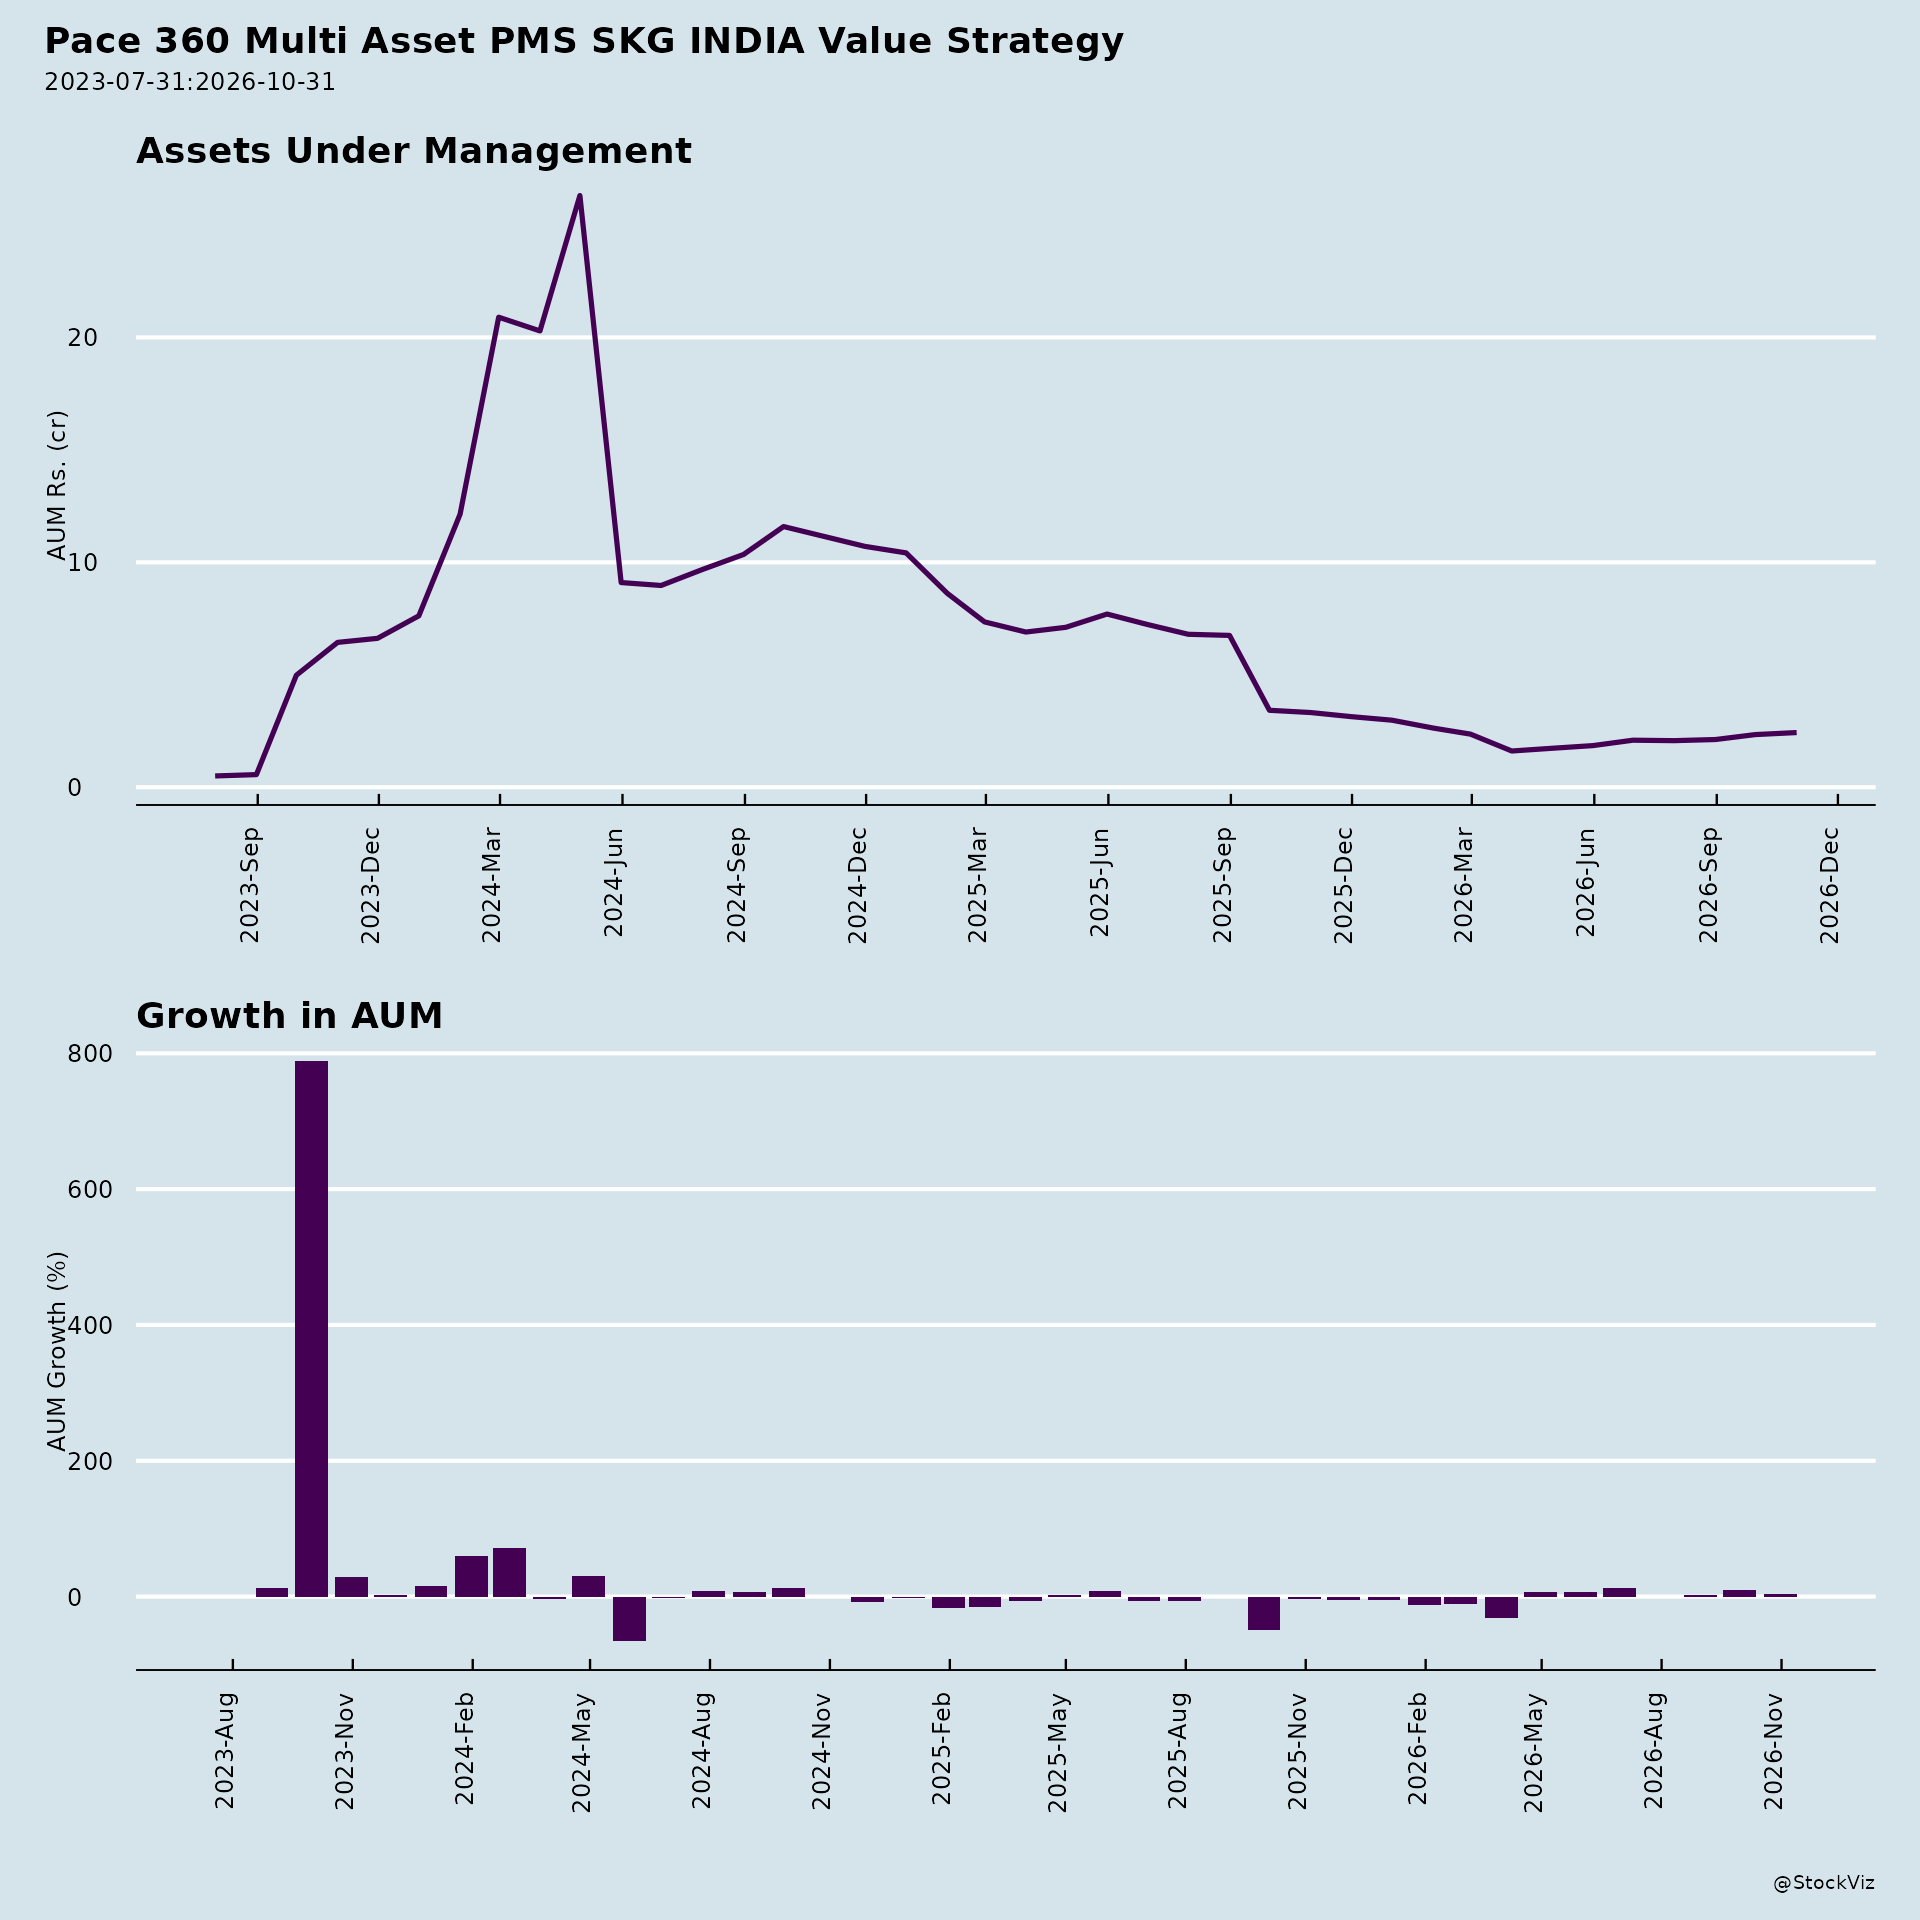 Pace 360 Multi Asset PMS SKG INDIA Value Strategy
2023-07-31:2026-10-31
Assets Under Management
AUM Rs. (cr)
20
10
0
2023-Sep
2023-Dec
2024-Mar
2024-Jun
2024-Sep
2024-Dec
2025-Mar
2025-Jun
2025-Sep
2025-Dec
2026-Mar
2026-Jun
2026-Sep
2026-Dec
Growth in AUM
AUM Growth (%)
800
600
400
200
0
2023-Aug
2023-Nov
2024-Feb
2024-May
2024-Aug
2024-Nov
2025-Feb
2025-May
2025-Aug
2025-Nov
2026-Feb
2026-May
2026-Aug
2026-Nov
@StockViz